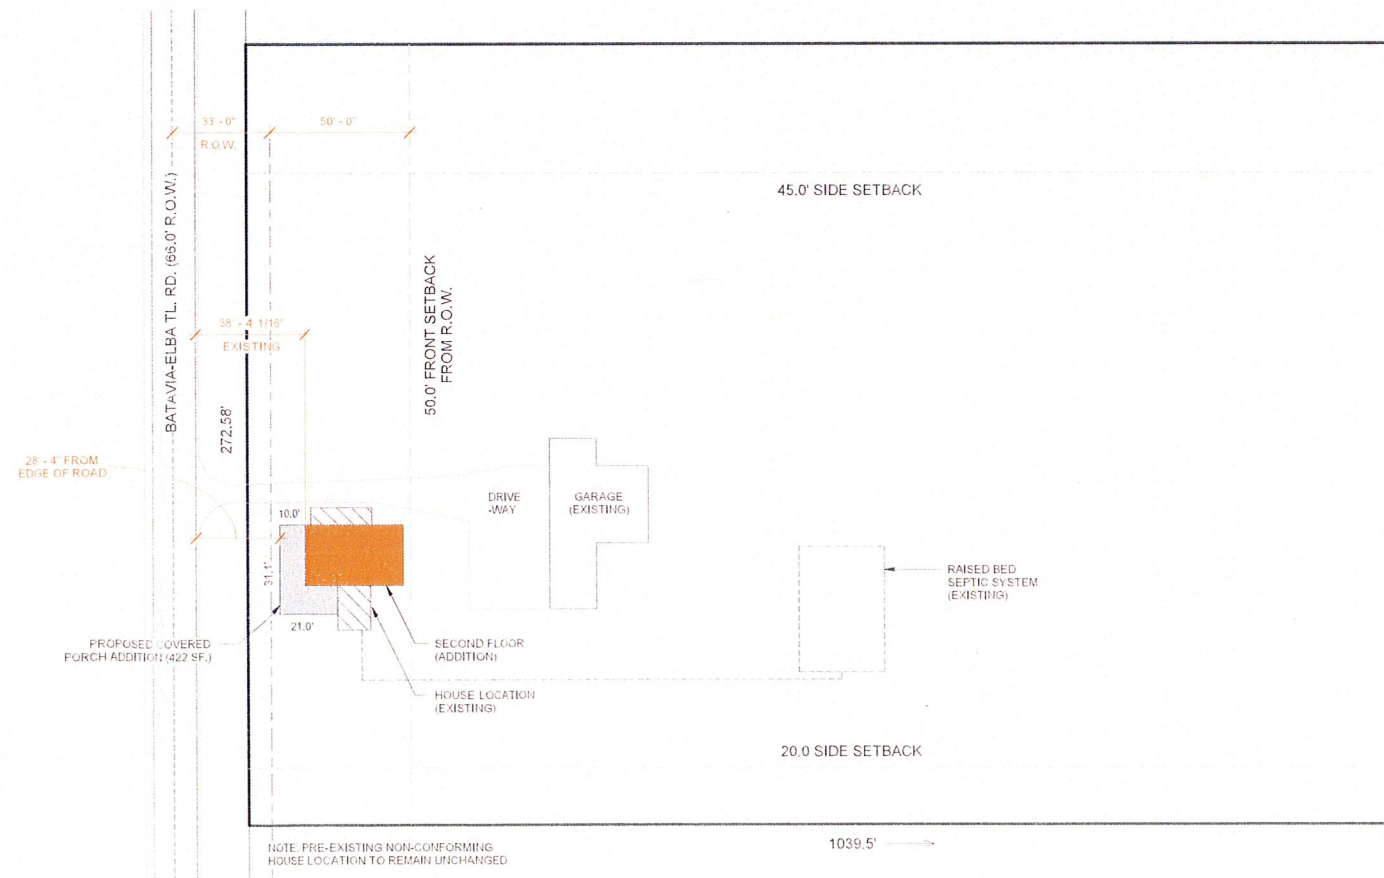 33' - 0"
R.O.W.
50' - 0"
45.0' SIDE SETBACK
BATAVIA-ELBA TL. RD. (66.0' R.O.W.)
50.0' FRONT SETBACK
FROM R.O.W.
38' - 4 1/16"
EXISTING
272.58'
28' - 4" FROM
EDGE OF ROAD
DRIVE
-WAY
GARAGE
(EXISTING)
10.0'
31.1'
21.0'
RAISED BED
SEPTIC SYSTEM
(EXISTING)
PROPOSED COVERED
PORCH ADDITION (422 SF.)
SECOND FLOOR
(ADDITION)
HOUSE LOCATION
(EXISTING)
20.0 SIDE SETBACK
1039.5'
NOTE: PRE-EXISTING NON-CONFORMING
HOUSE LOCATION TO REMAIN UNCHANGED